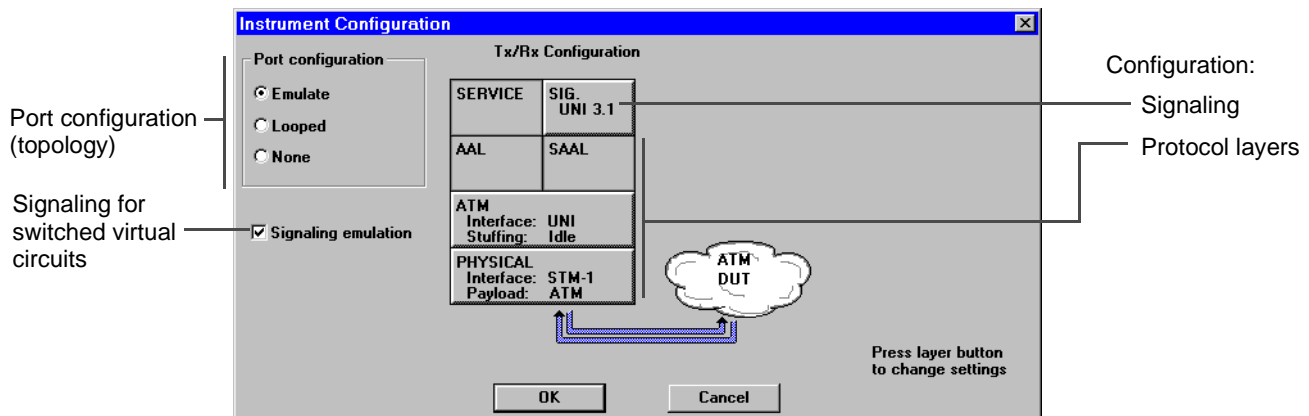 Instrument Configuration
Port configuration
Emulate
Looped
None
Signaling emulation
Tx/Rx Configuration
SERVICE
SIG.
UNI 3.1
AAL
SAAL
ATM
Interface: UNI
Stuffing: Idle
PHYSICAL
Interface: STM-1
Payload: ATM
ATM
DUT
Press layer button
to change settings
OK
Cancel
Port configuration
(topology)
Signaling for
switched virtual
circuits
Configuration:
Signaling
Protocol layers